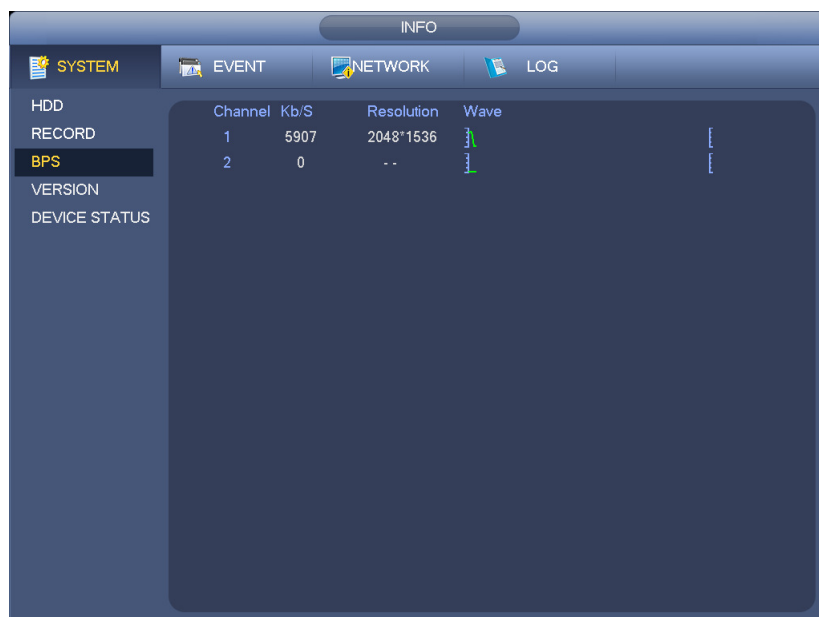 INFO
SYSTEM EVENT NETWORK LOG
HDD
RECORD
BPS
VERSION
DEVICE STATUS
Channel Kb/S Resolution Wave
1 5907 2048*1536
2 0 - -